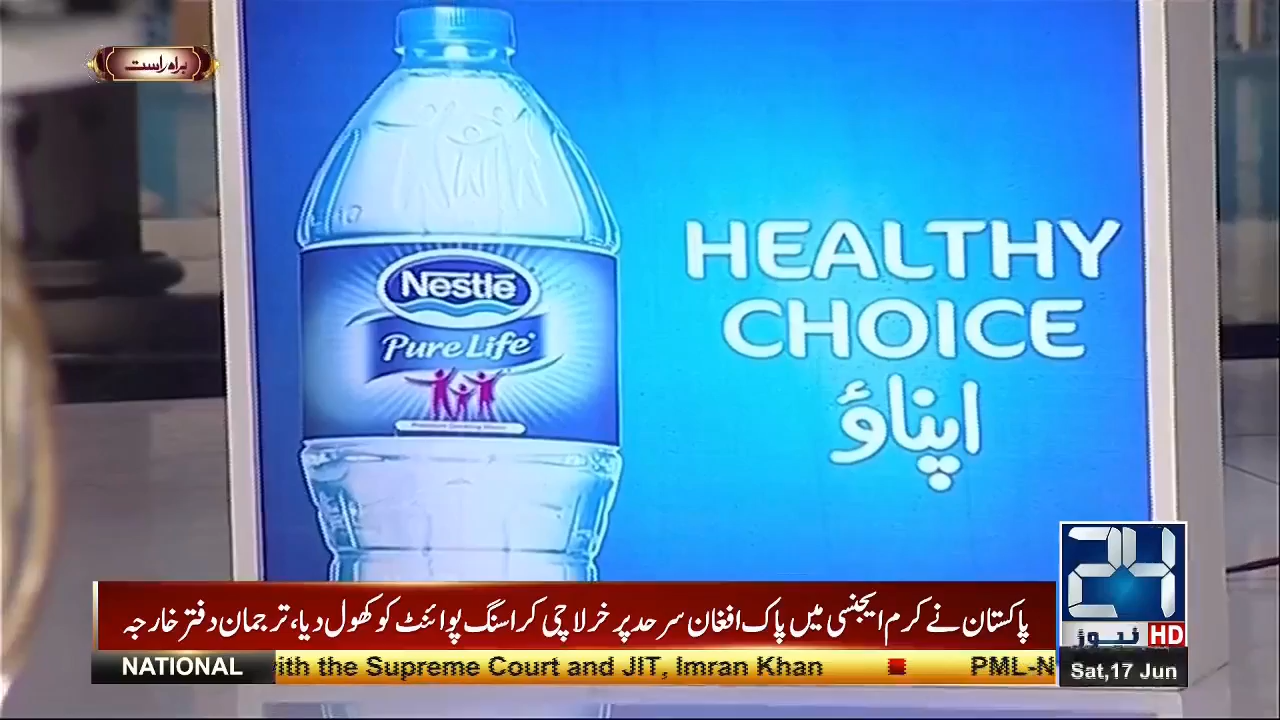 براہ راست
Nestlē
Pure Life
HEALTHY
CHOICE
اپناؤ
24
نیوز HD
پاکستان نے کرم ایجنسی میں پاک افغان سرحد پر خرلاچی کراسنگ پوائنٹ کو کھول دیا، ترجمان دفتر خارجہ
NATIONAL ith the Supreme Court and JIT, Imran Khan PML-N
Sat,17 Jun